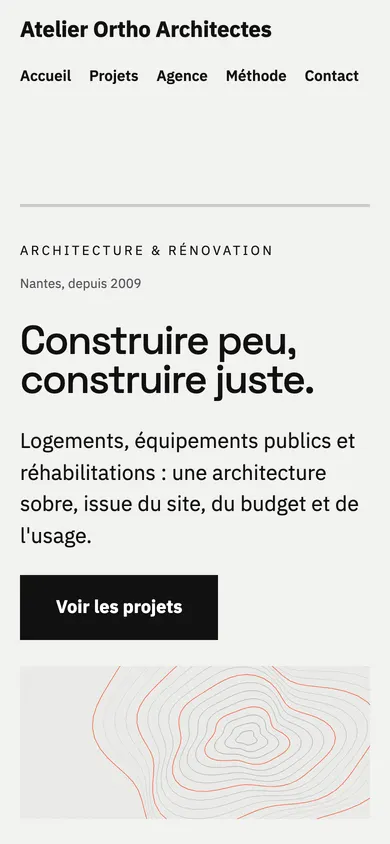 Atelier Ortho Architectes
Accueil Projets Agence Méthode Contact
ARCHITECTURE & RÉNOVATION
Nantes, depuis 2009
Construire peu,
construire juste.
Logements, équipements publics et
réhabilitations : une architecture
sobre, issue du site, du budget et de
l'usage.
Voir les projets